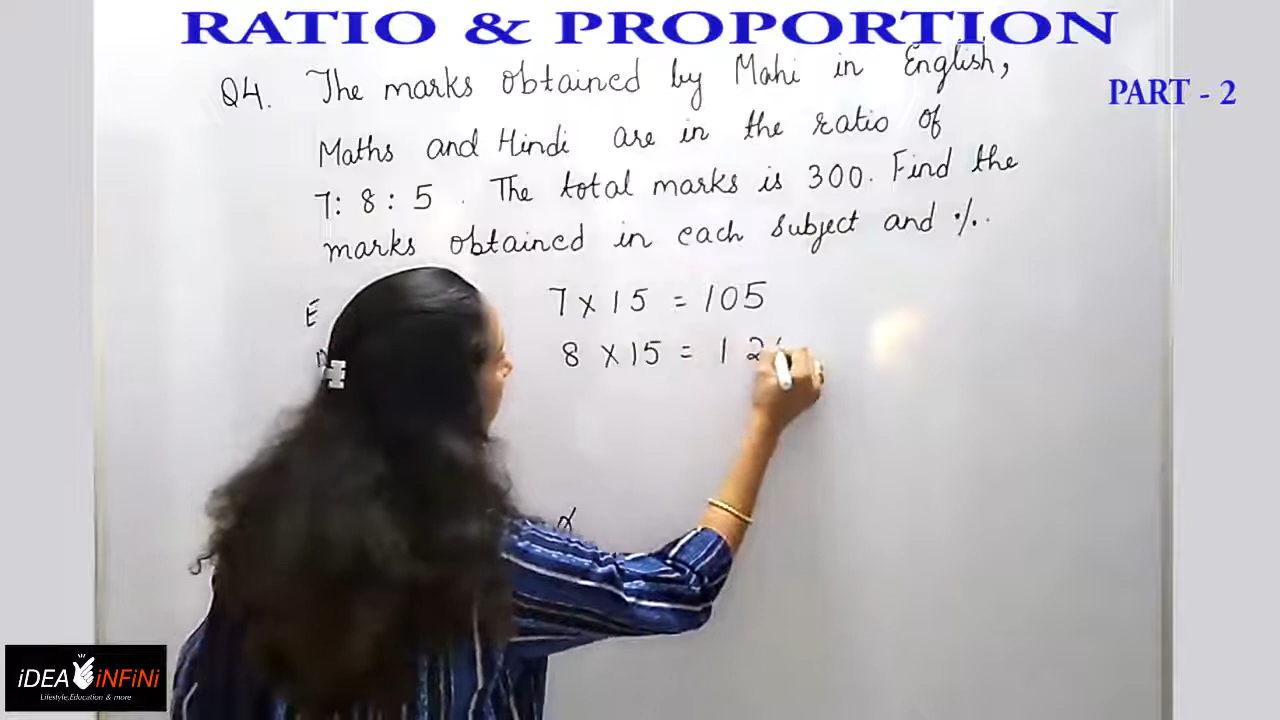 RATIO & PROPORTION
PART - 2
Q4. The marks obtained by Mahi in English,
Maths and Hindi are in the ratio of
7: 8 : 5 . The total marks is 300. Find the
marks obtained in each subject and %.
E 7 x 15 = 105
8 x 15 = 12
x
iDEA iNFiNi
Lifestyle,Education & more